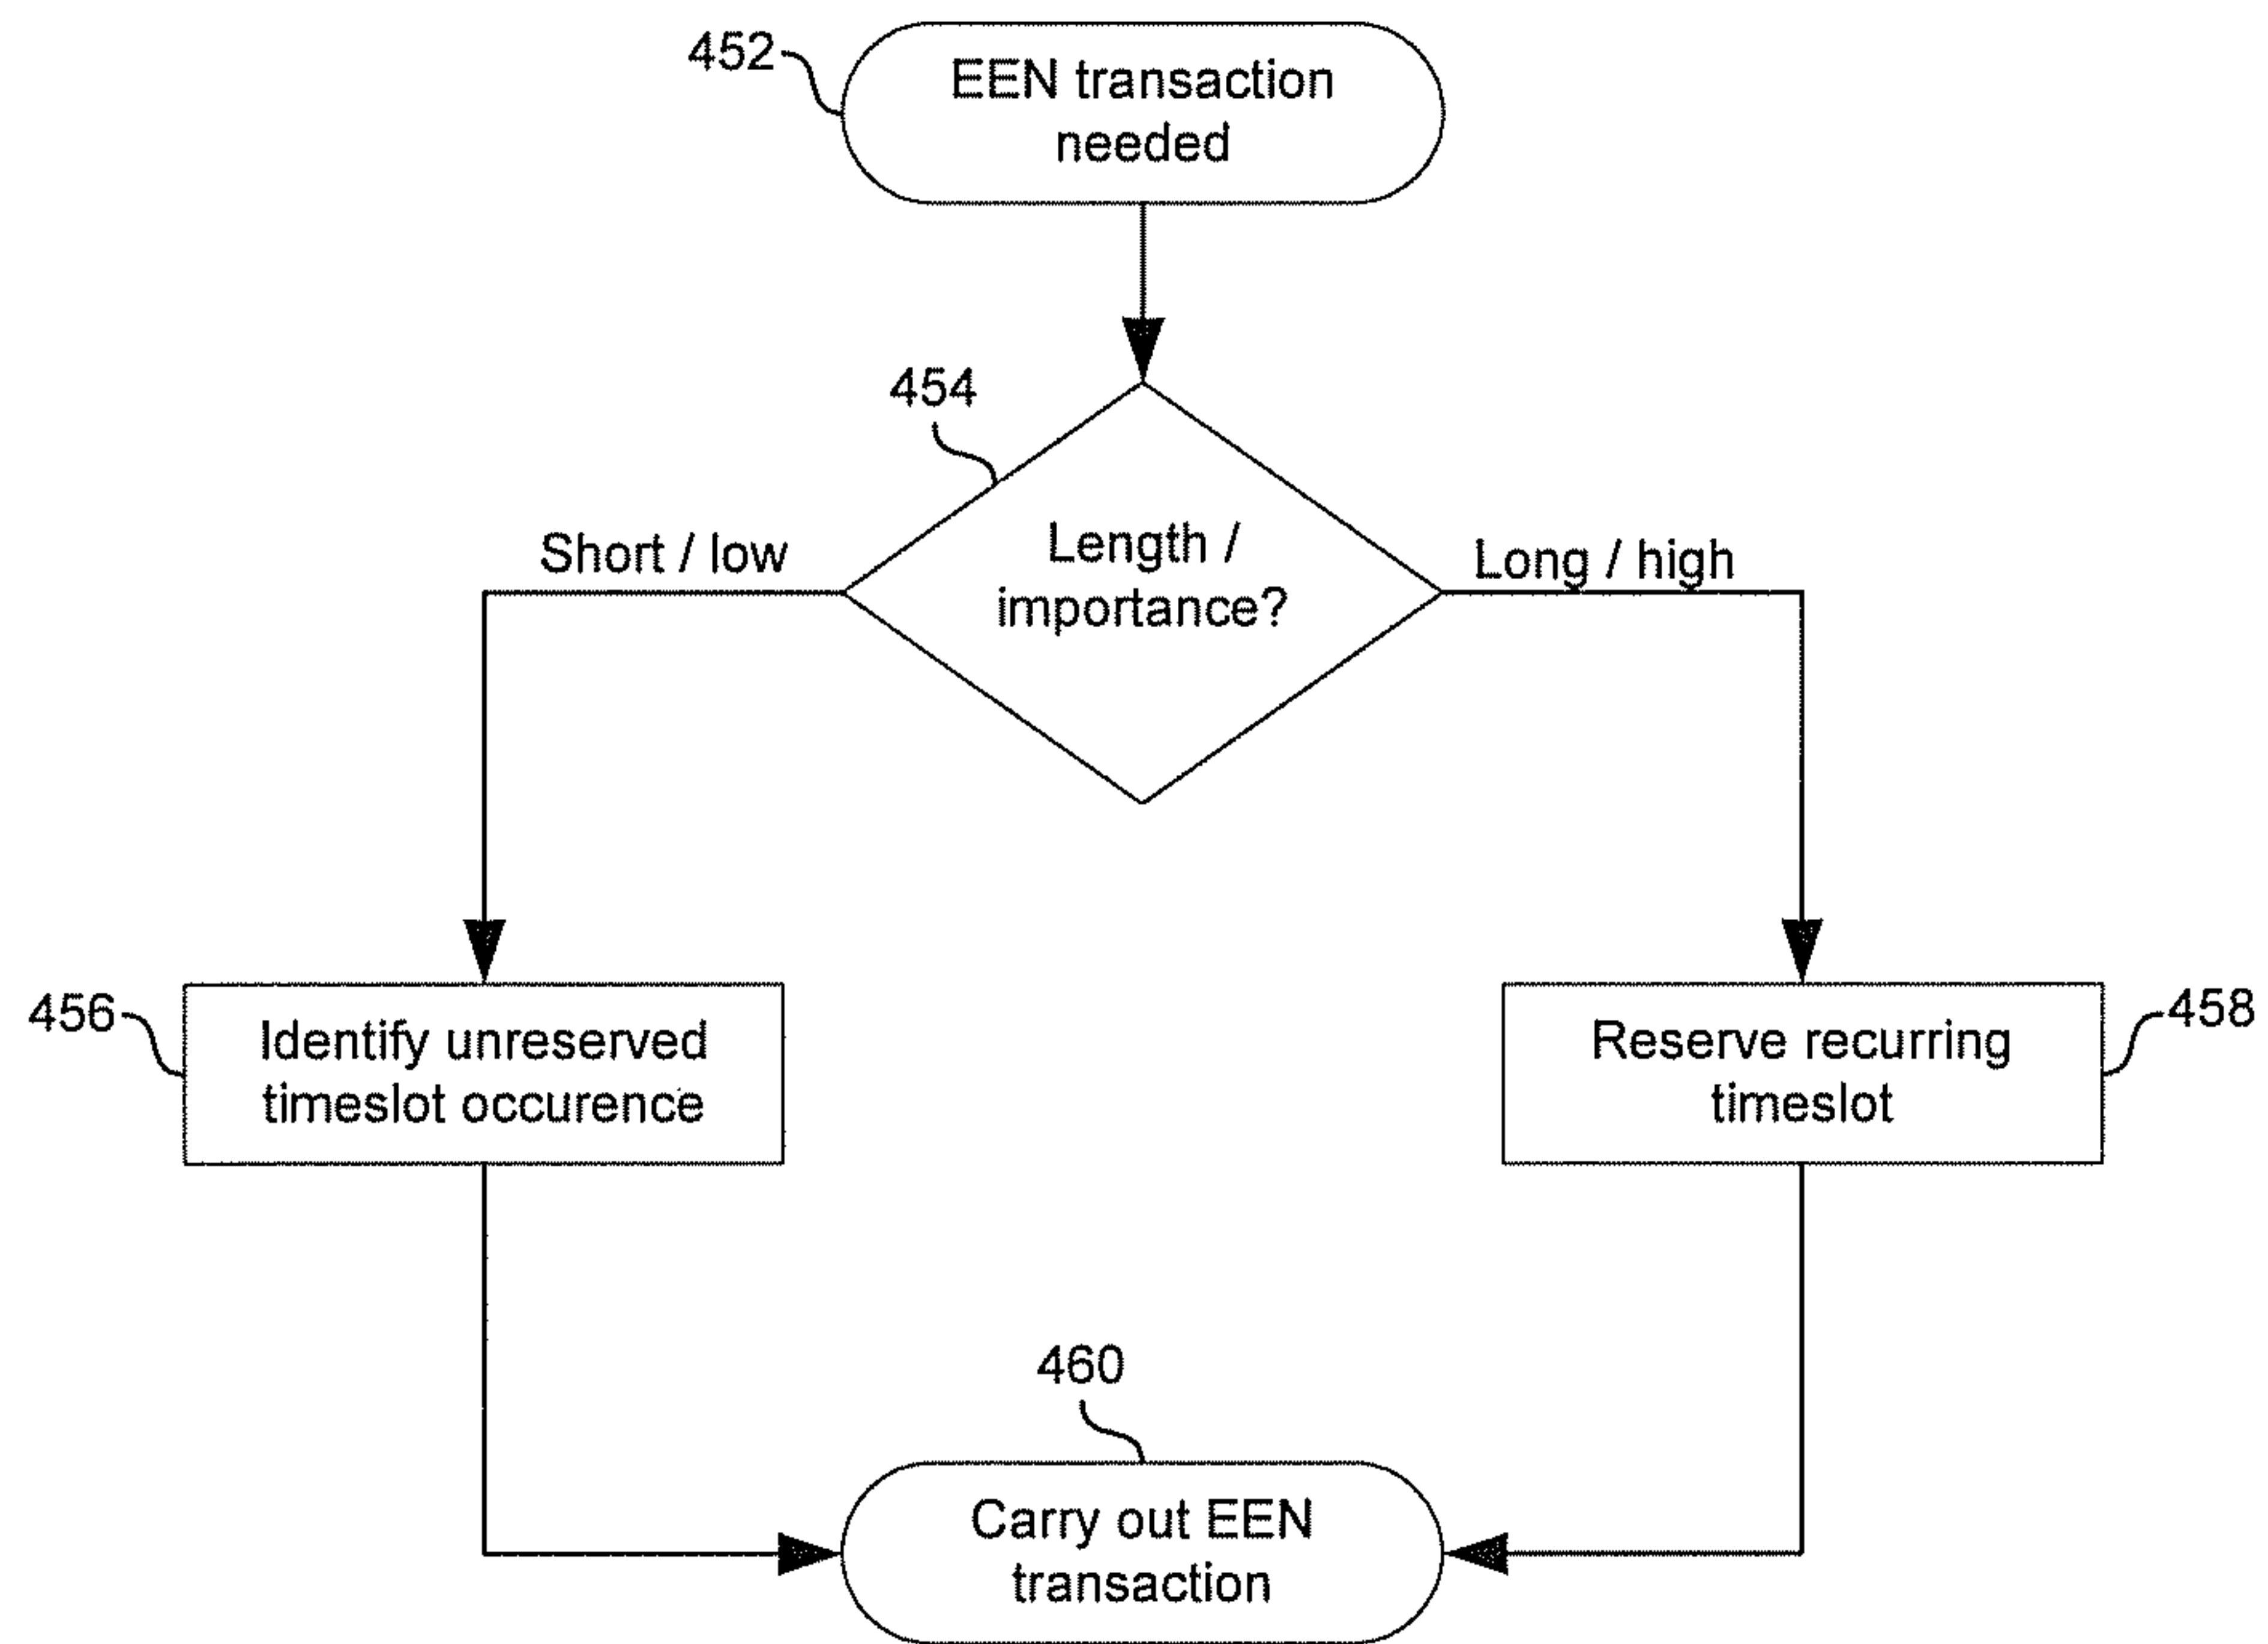 452
EEN transaction
needed
454
Length /
importance?
Short / low
Long / high
456
Identify unreserved
timeslot occurence
Reserve recurring
timeslot
458
460
Carry out EEN
transaction